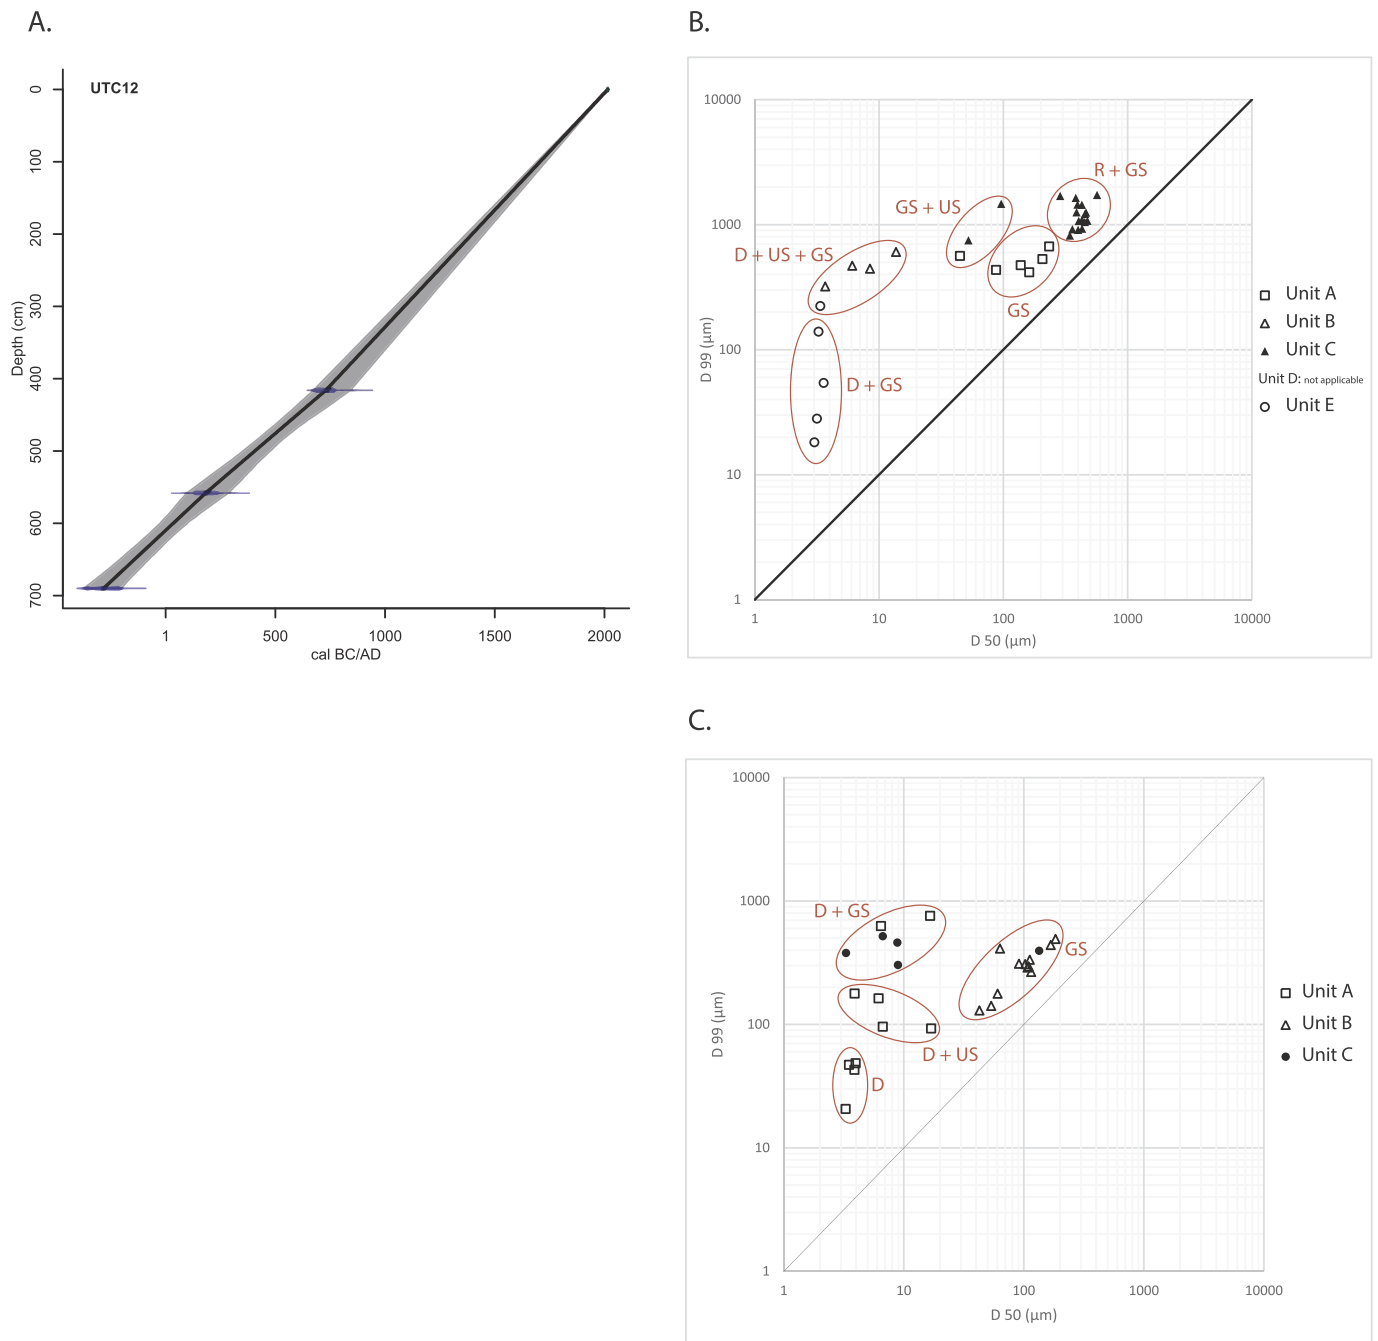 A.
UTC12
0
100
200
300
400
500
600
700
Depth (cm)
1
500
1000
1500
2000
cal BC/AD
B.
10000
1000
100
10
1
D 99 (µm)
1
10
100
1000
10000
D 50 (µm)
R + GS
GS + US
D + US + GS
GS
D + GS
Unit A
Unit B
Unit C
Unit D: not applicable
Unit E
C.
10000
1000
100
10
1
D 99 (µm)
1
10
100
1000
10000
D 50 (µm)
D + GS
GS
D + US
D
Unit A
Unit B
Unit C